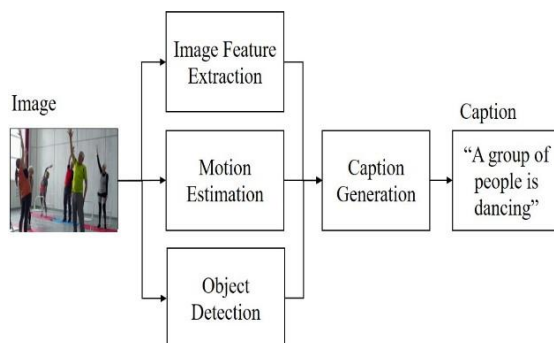 Image Feature
Extraction
Image
Motion
Estimation
Caption
Generation
Caption
“A group of
people is
dancing”
Object
Detection